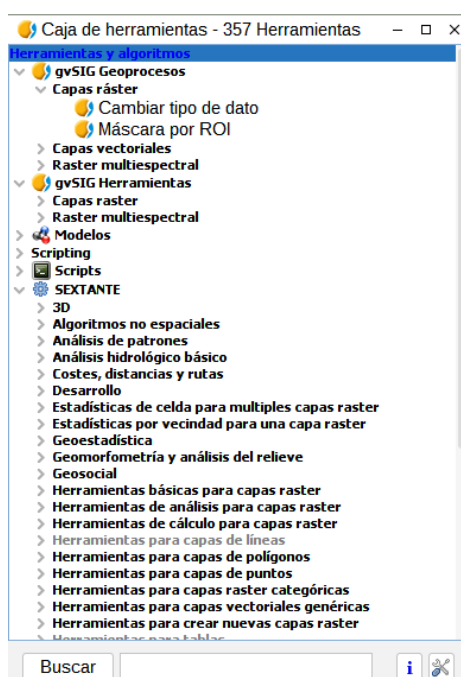 Caja de herramientas - 357 Herramientas
Herramientas y algoritmos
gvSIG Geoprocesos
Capas ráster
Cambiar tipo de dato
Máscara por ROI
Capas vectoriales
Raster multiespectral
gvSIG Herramientas
Capas raster
Raster multiespectral
Modelos
Scripting
Scripts
SEXTANTE
3D
Algoritmos no espaciales
Análisis de patrones
Análisis hidrológico básico
Costes, distancias y rutas
Desarrollo
Estadísticas de celda para multiples capas raster
Estadísticas por vecindad para una capa raster
Geoestadística
Geomorfometría y análisis del relieve
Geosocial
Herramientas básicas para capas raster
Herramientas de análisis para capas raster
Herramientas de cálculo para capas raster
Herramientas para capas de líneas
Herramientas para capas de polígonos
Herramientas para capas de puntos
Herramientas para capas raster categóricas
Herramientas para capas vectoriales genéricas
Herramientas para crear nuevas capas raster
Herramientas para tablas
Buscar
i